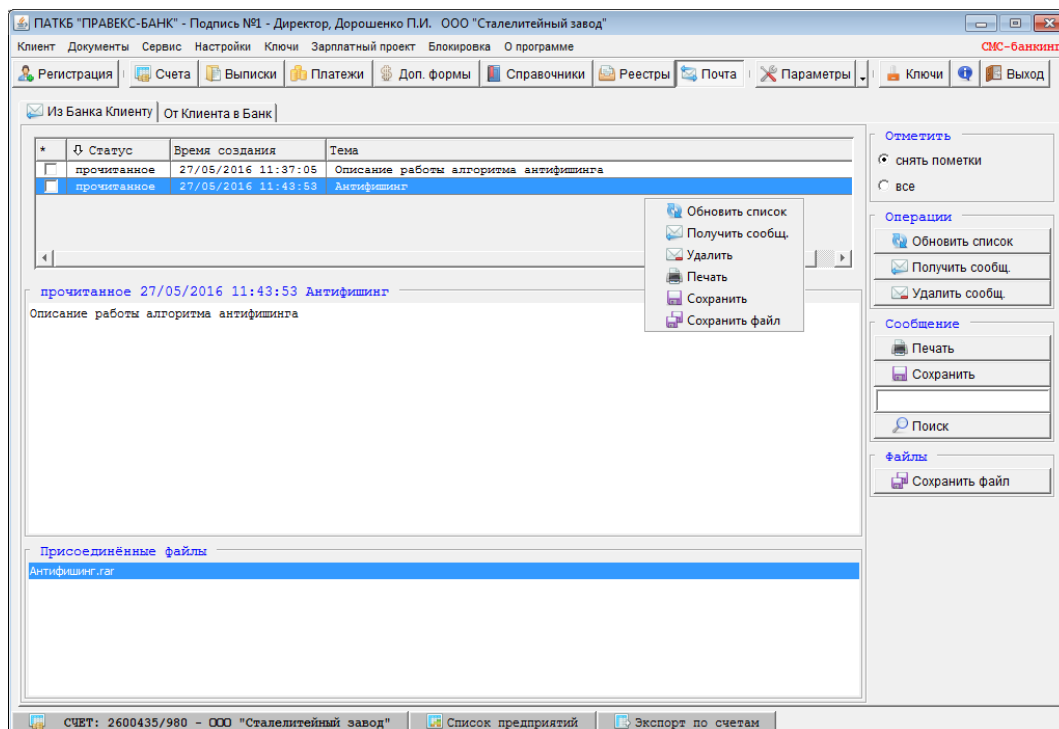 ПАТКБ "ПРАВЕКС-БАНК" - Подпись №1 - Директор, Дорошенко П.И. ООО "Сталелитейный завод"
Клиент Документы Сервис Настройки Ключи Зарплатный проект Блокировка О программе СМС-банкинг
Регистрация Счета Выписки Платежи Доп. формы Справочники Реестры Почта Параметры Ключи Выход
Из Банка Клиенту От Клиента в Банк
* Статус Время создания Тема
прочитанное 27/05/2016 11:37:05 Описание работы алгоритма антифишинга
прочитанное 27/05/2016 11:43:53 Антифишинг
Обновить список
Получить сообщ.
Удалить
Печать
Сохранить
Сохранить файл
прочитанное 27/05/2016 11:43:53 Антифишинг
Описание работы алгоритма антифишинга
Присоединённые файлы
Антифишинг.rar
Отметить
снять пометки
все
Операции
Обновить список
Получить сообщ.
Удалить сообщ.
Сообщение
Печать
Сохранить
Поиск
Файлы
Сохранить файл
СЧЕТ: 2600435/980 - ООО "Сталелитейный завод" Список предприятий Экспорт по счетам